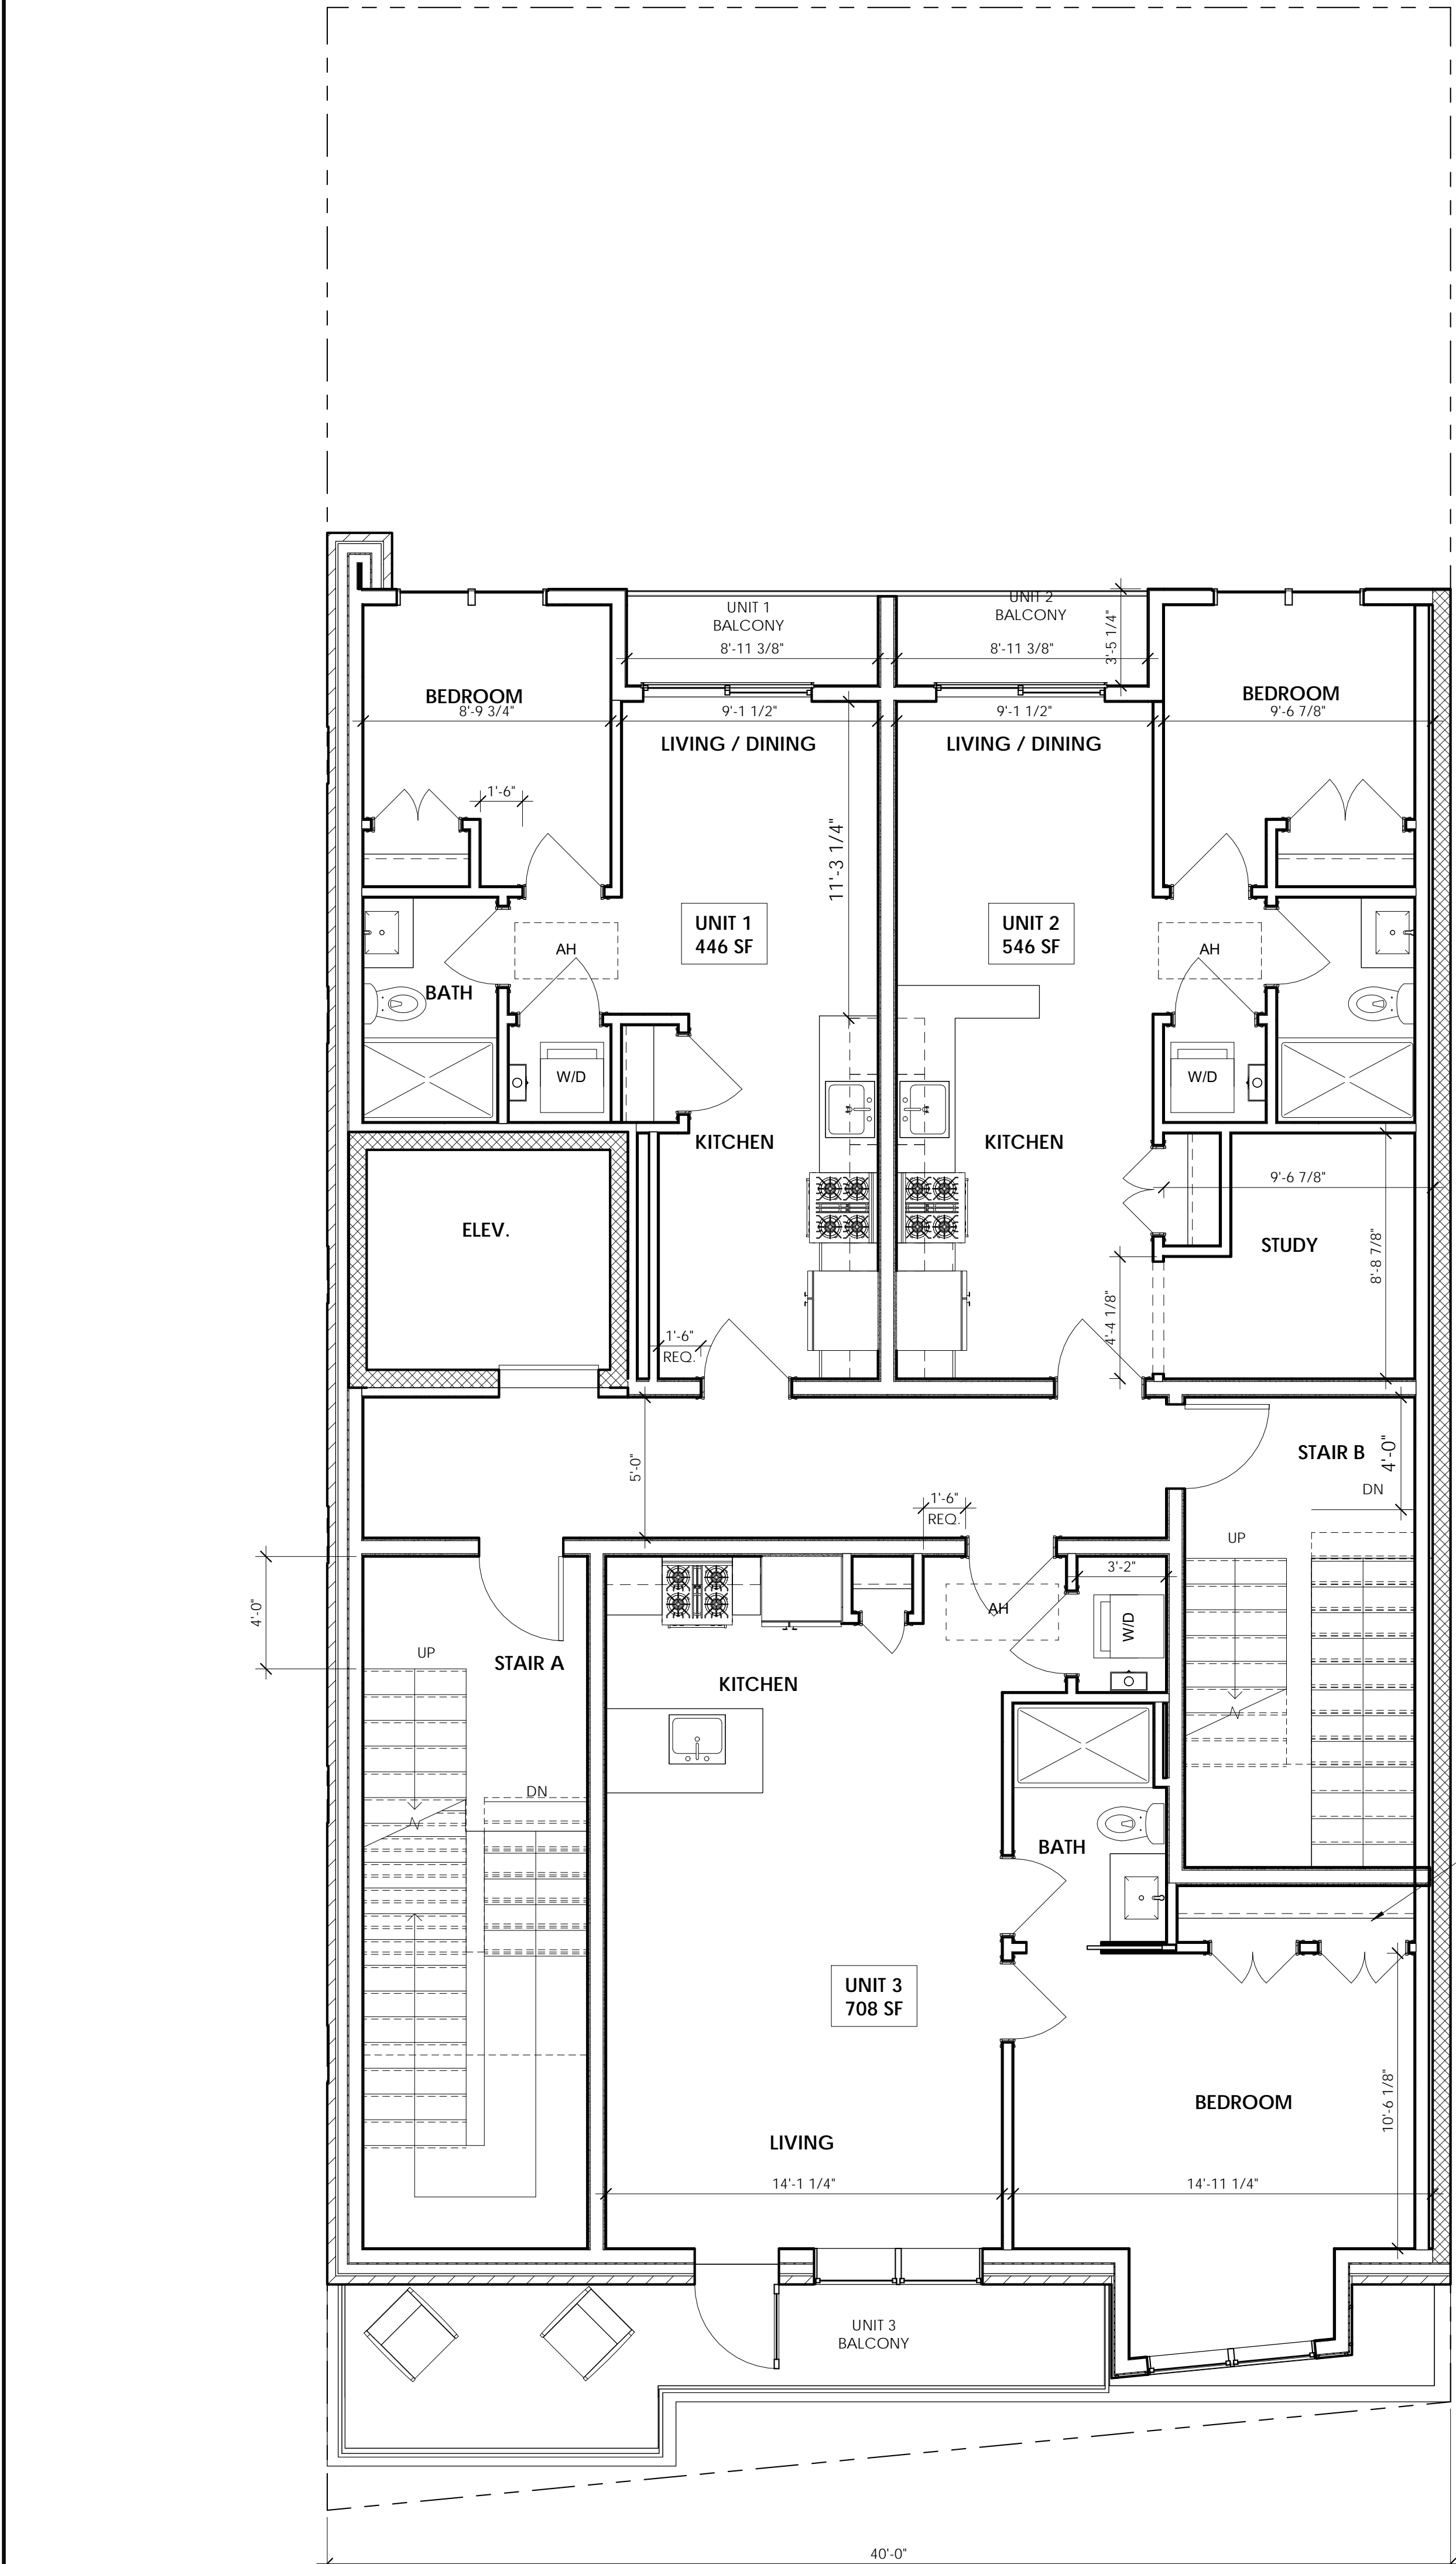 UNIT 1
BALCONY
8'-11 3/8"
UNIT 2
BALCONY
8'-11 3/8"
3'-5 1/4"
BEDROOM
8'-9 3/4"
9'-1 1/2"
9'-1 1/2"
BEDROOM
9'-6 7/8"
LIVING / DINING
LIVING / DINING
1'-6"
11'-3 1/4"
UNIT 1
446 SF
UNIT 2
546 SF
AH
AH
BATH
W/D
W/D
KITCHEN
KITCHEN
9'-6 7/8"
ELEV.
STUDY
8'-8 7/8"
4'-4 1/8"
1'-6"
REQ.
5'-0"
STAIR B
4'-0"
DN
1'-6"
REQ.
UP
3'-2"
4'-0"
AH
W/D
UP
STAIR A
KITCHEN
DN
BATH
UNIT 3
708 SF
BEDROOM
10'-6 1/8"
LIVING
14'-1 1/4"
14'-11 1/4"
UNIT 3
BALCONY
40'-0"